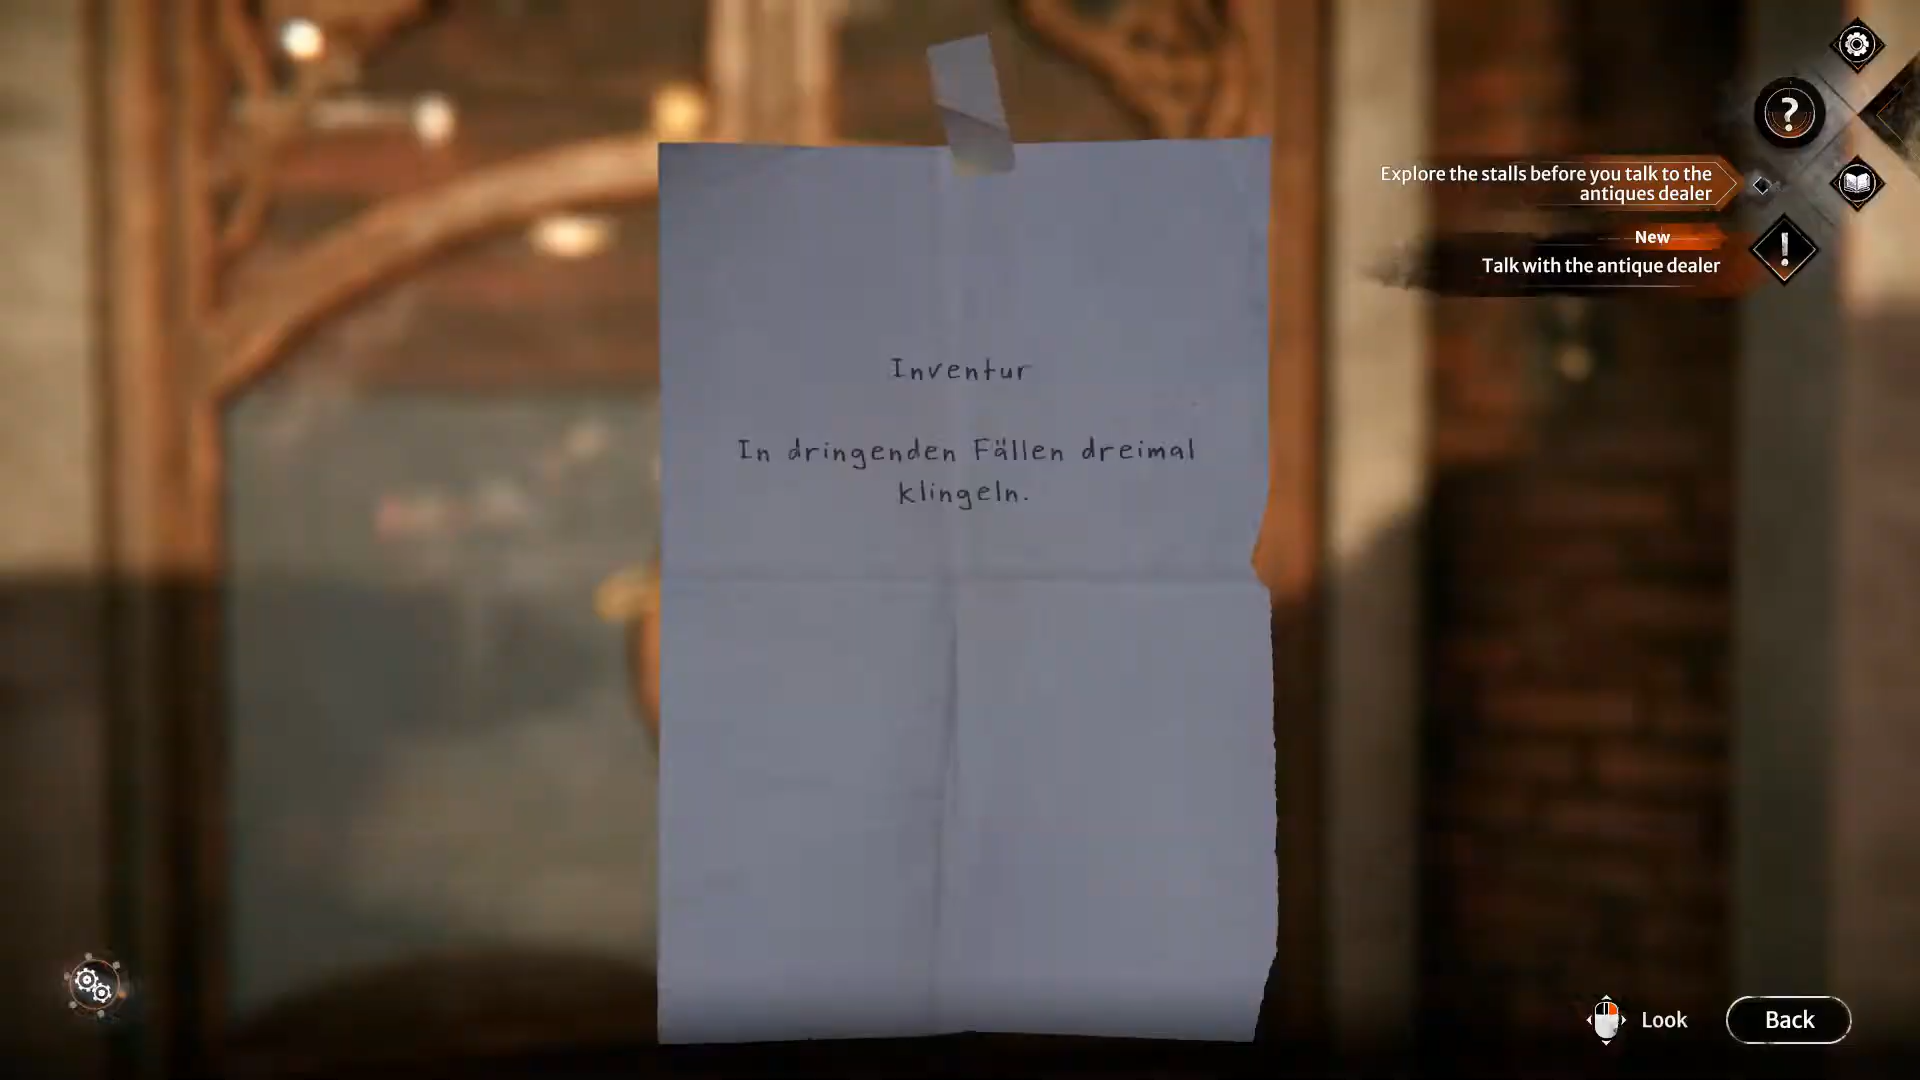 Explore the stalls before you talk to the
antiques dealer
New
Talk with the antique dealer
Inventur
In dringenden Fällen dreimal
klingeln.
Look
Back